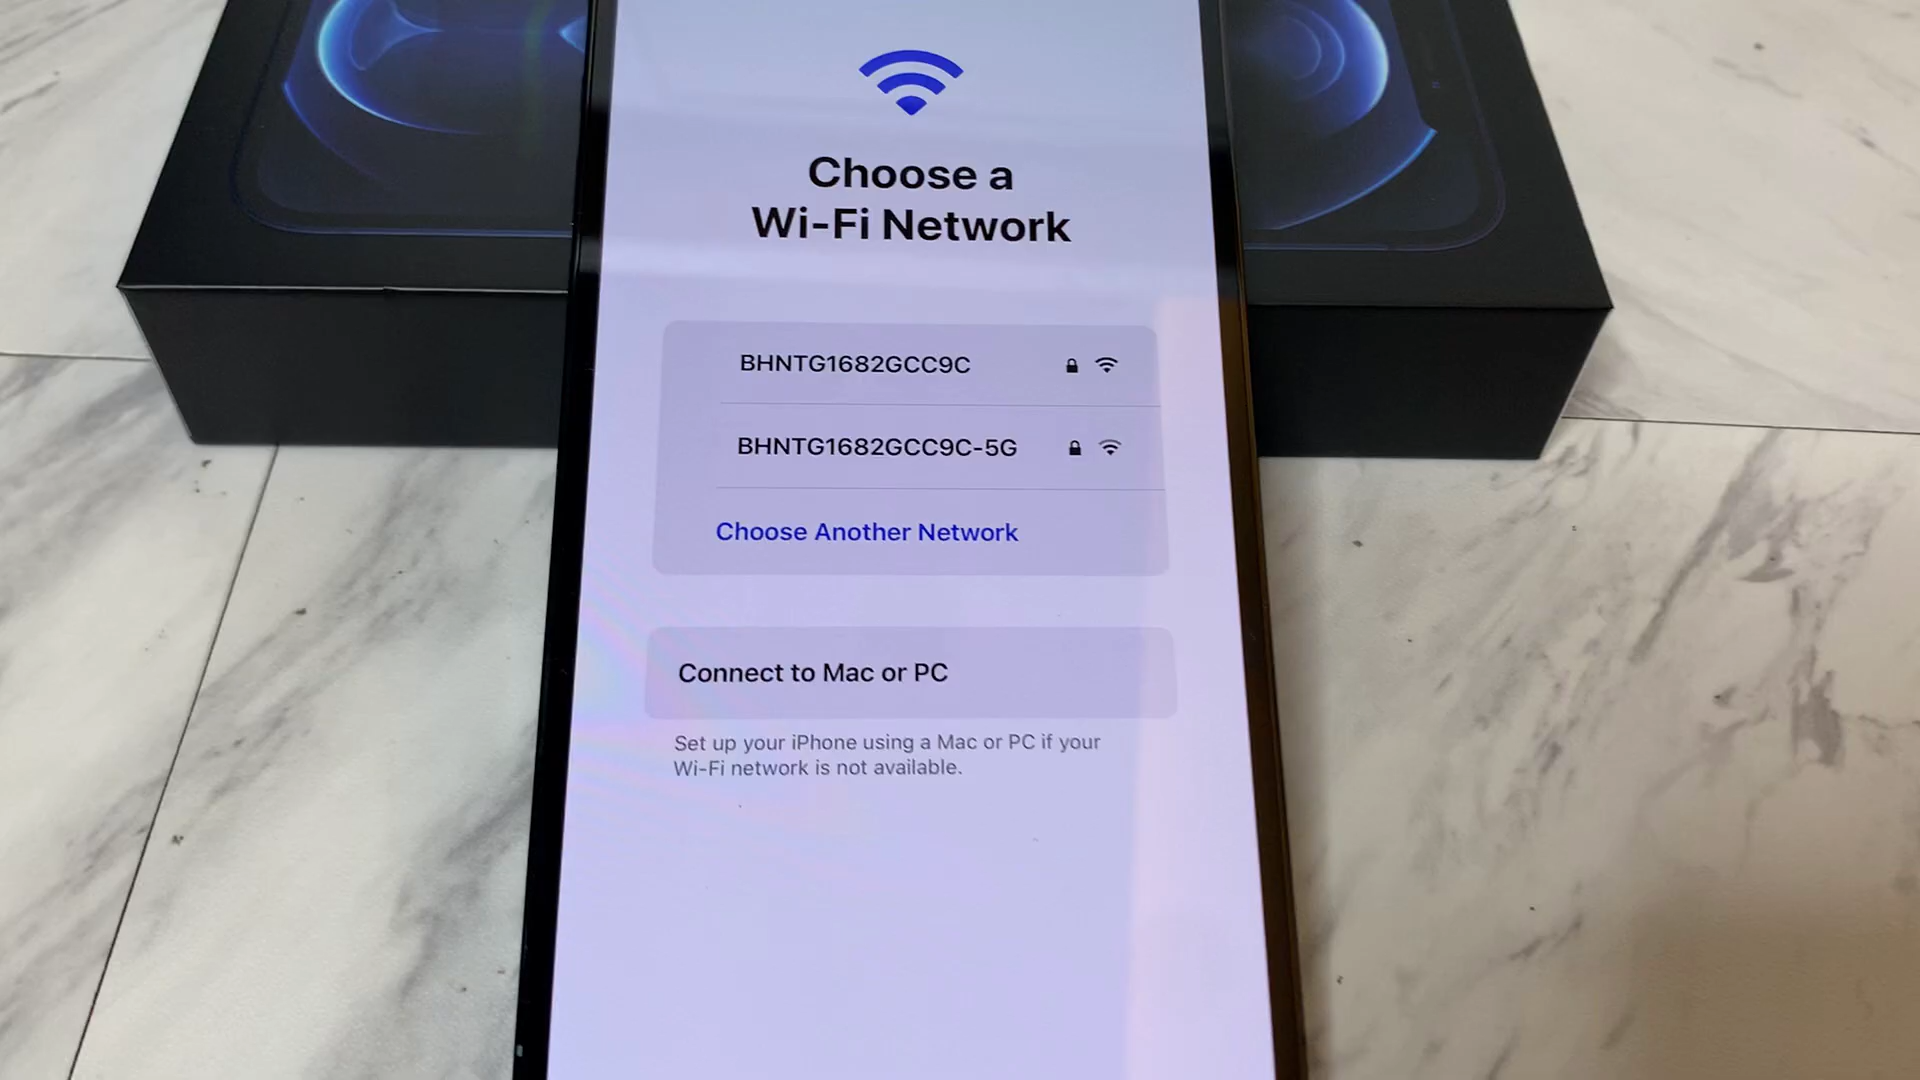 Choose a
Wi-Fi Network
BHNTG1682GCC9C
BHNTG1682GCC9C-5G
Choose Another Network
Connect to Mac or PC
Set up your iPhone using a Mac or PC if your
Wi-Fi network is not available.